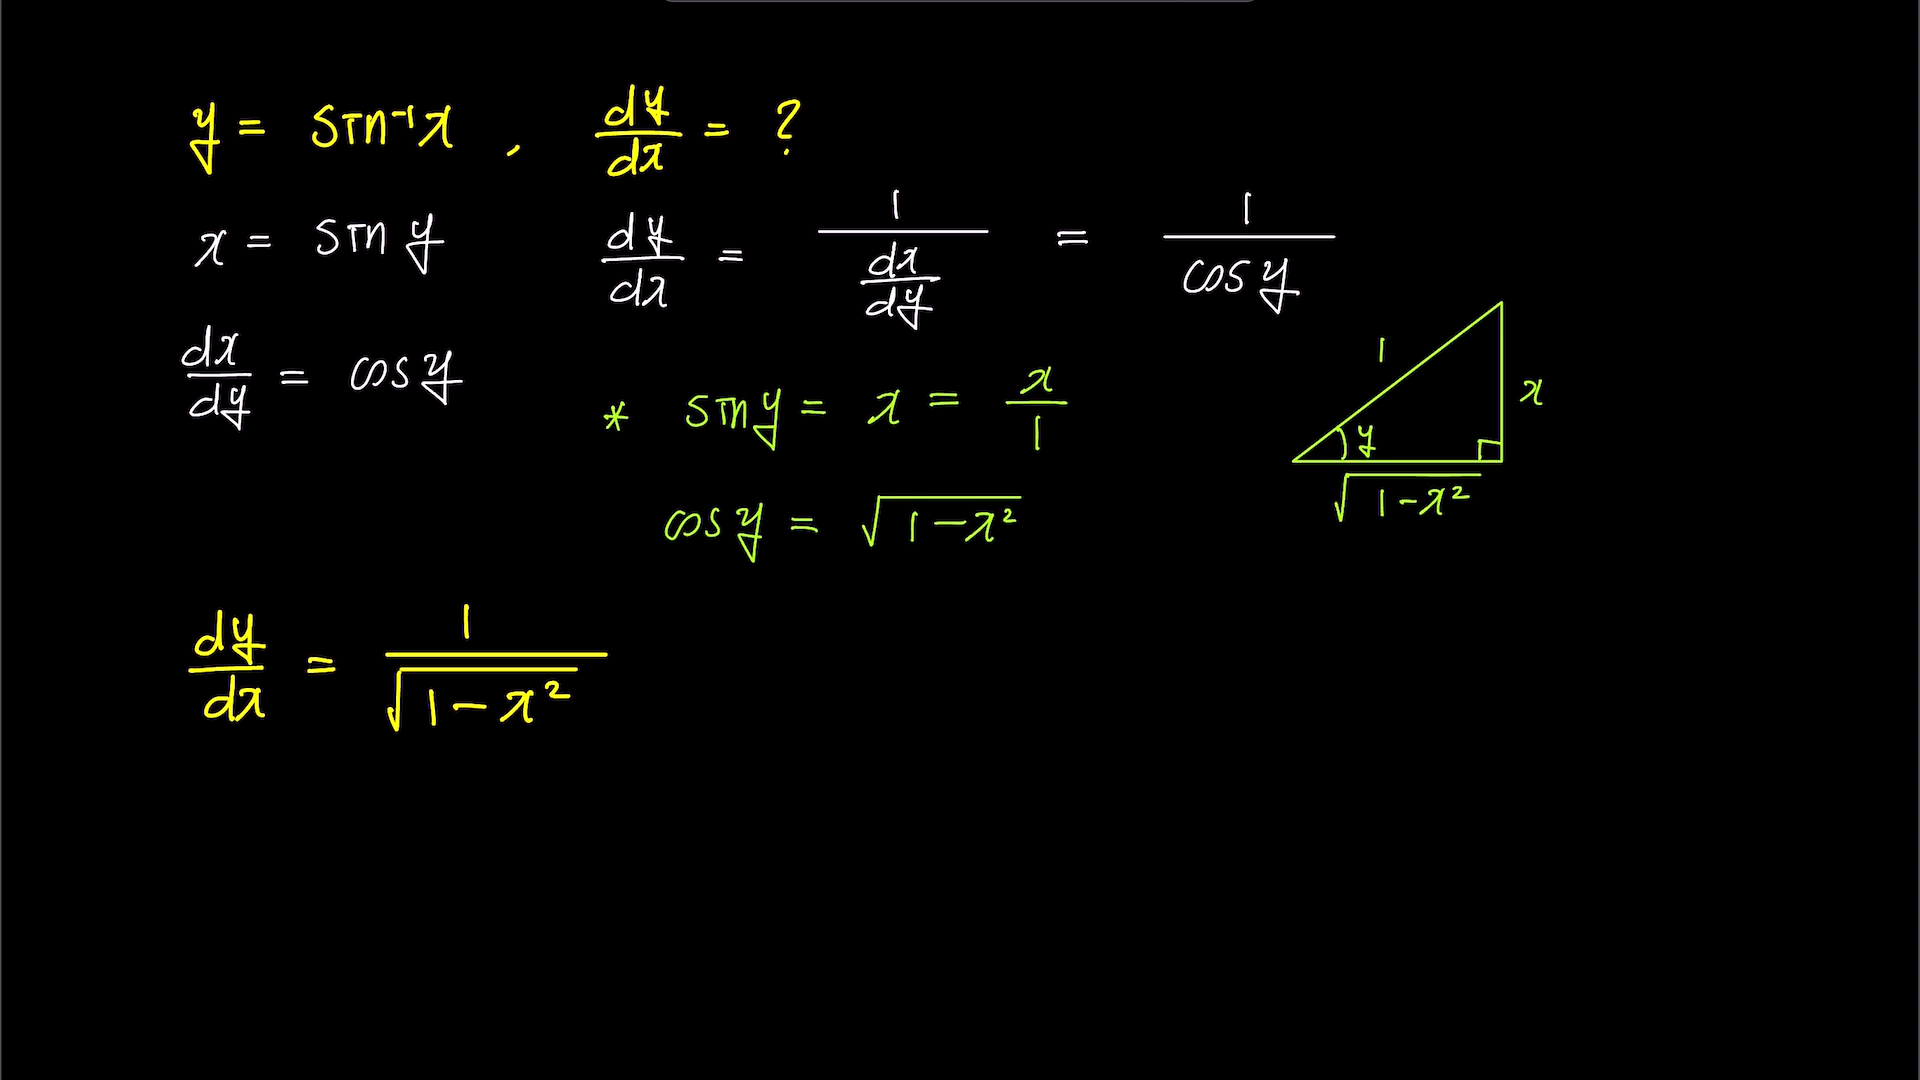 y = sin⁻¹x , dy/dx = ?
x = sin y
dy/dx = 1/(dx/dy) = 1/cos y
dx/dy = cos y
* sin y = x = x/1
cos y = √(1-x²)
1
x
y
√(1-x²)
dy/dx = 1/√(1-x²)